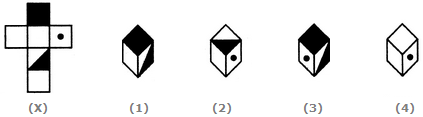 (X) (1) (2) (3) (4)